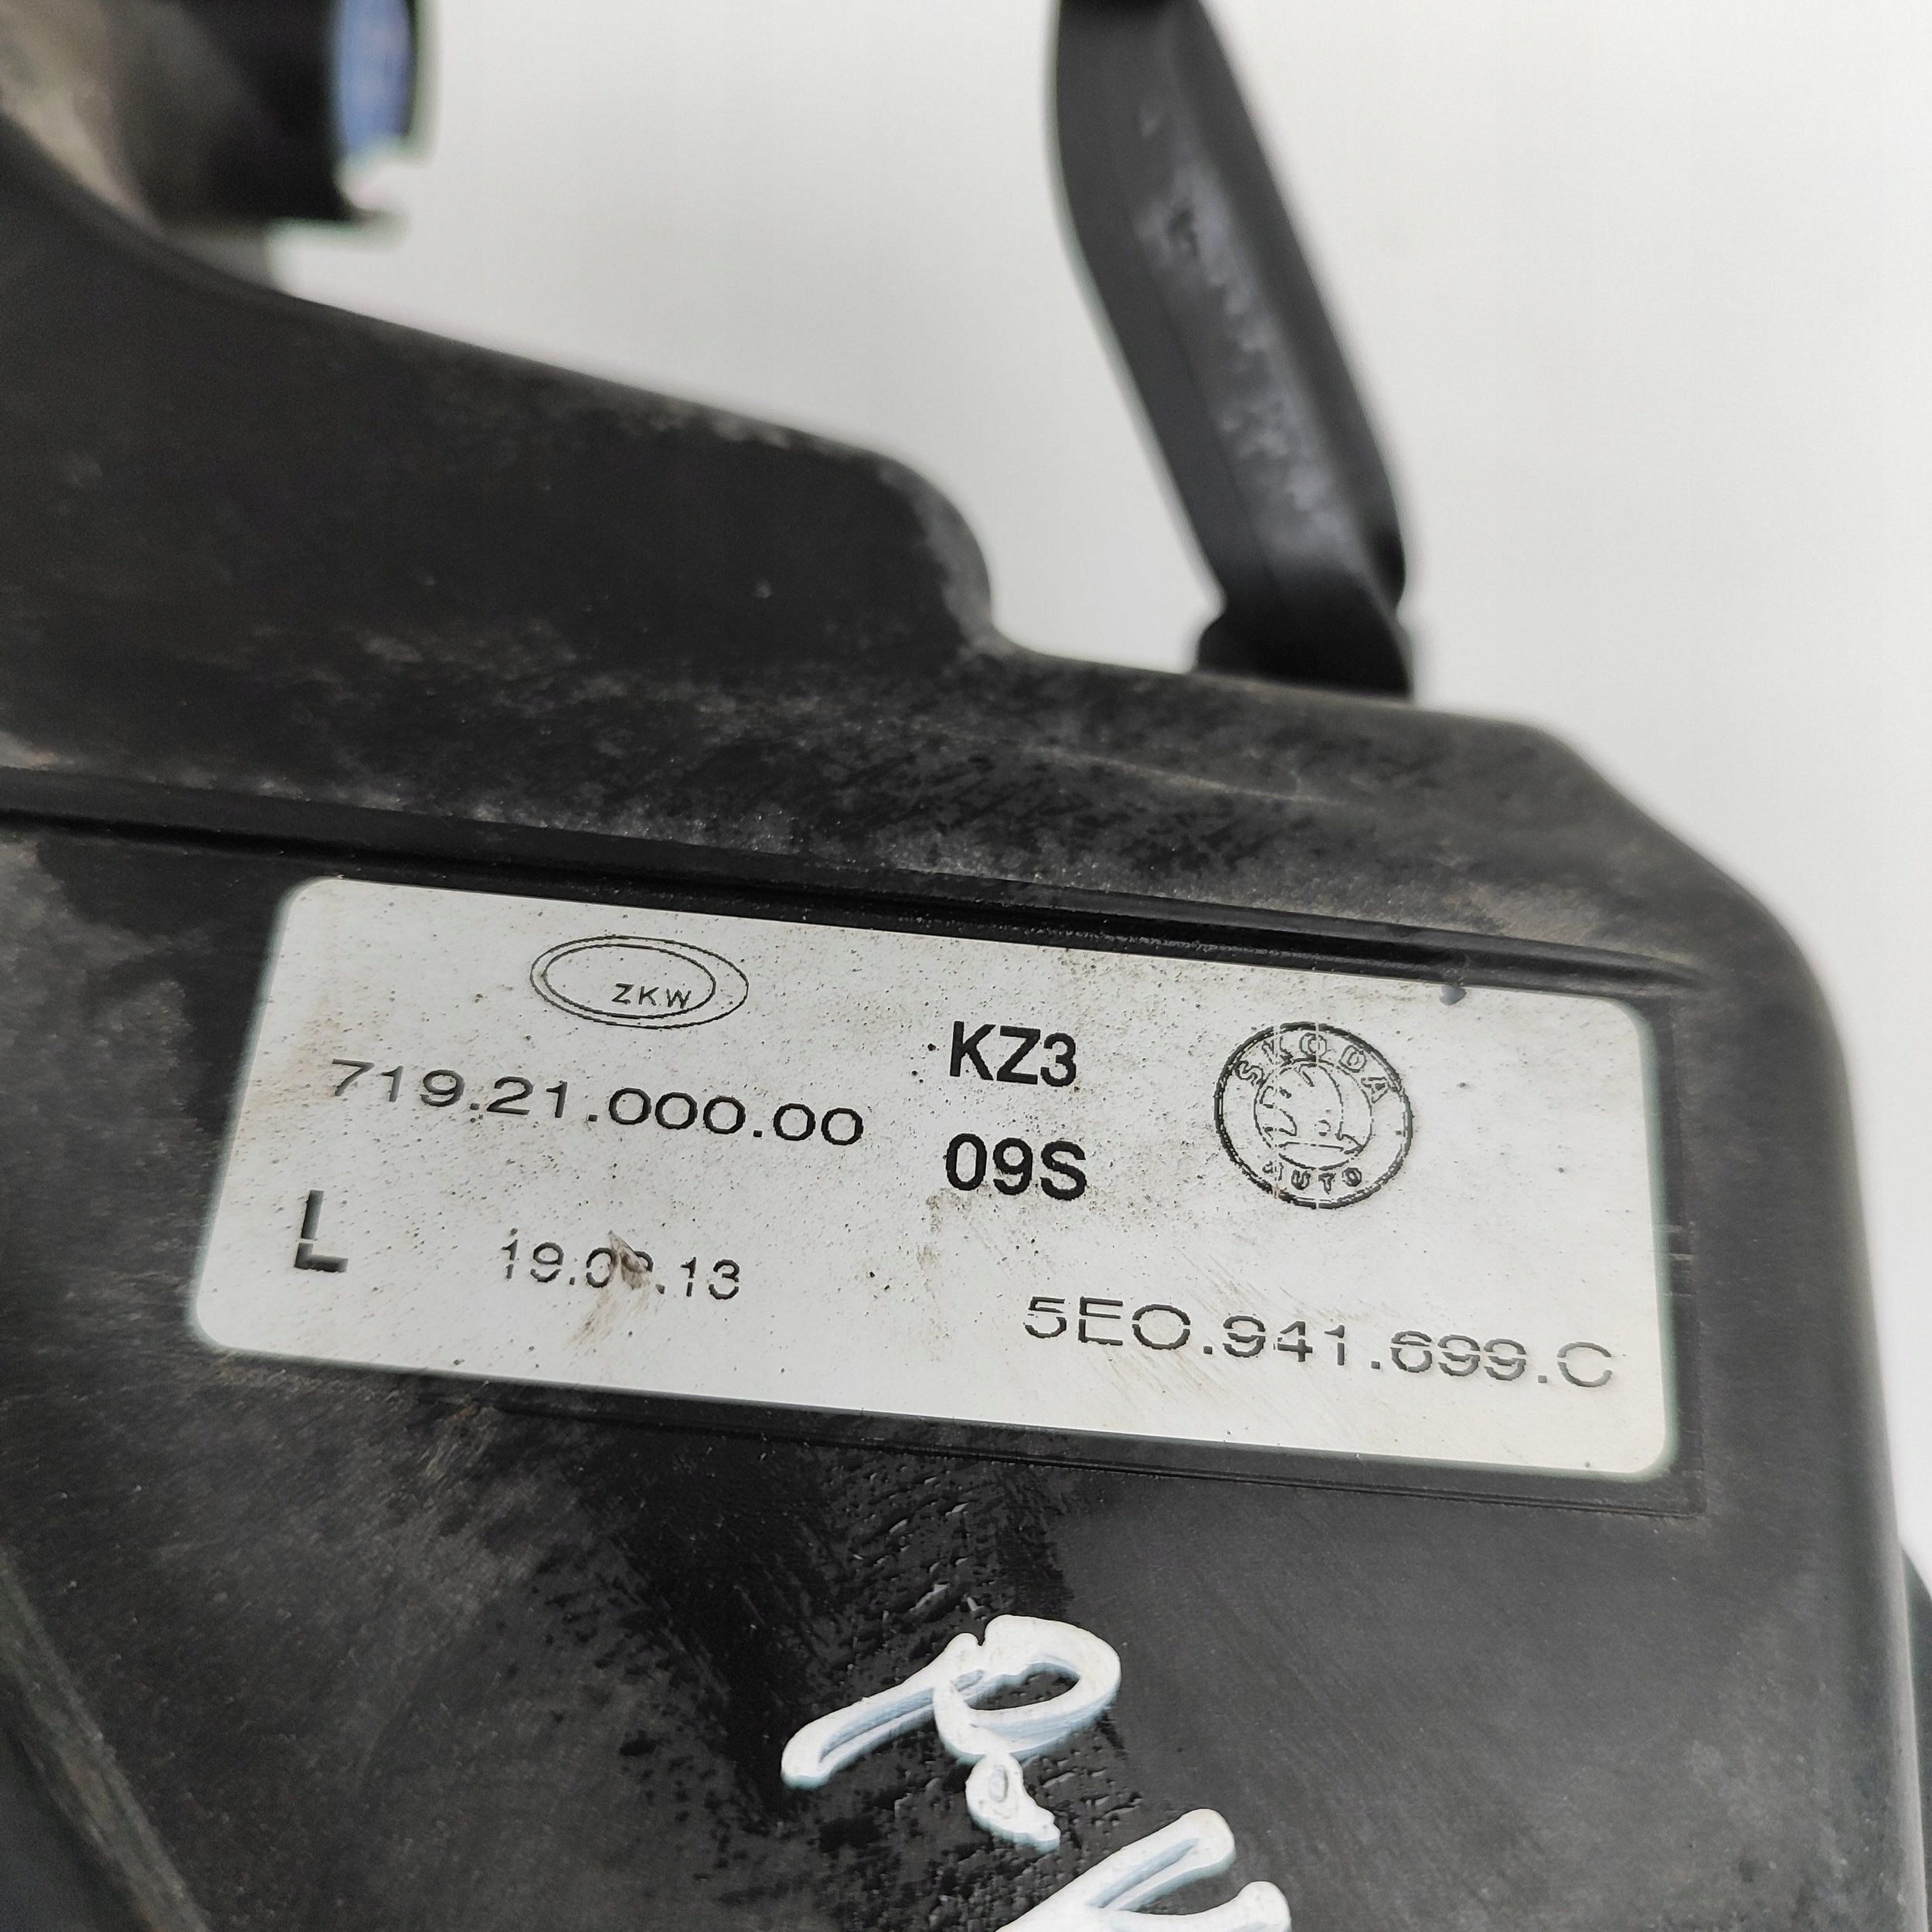 ZKW
719.21.000.00
KZ3
09S
SKODA
AUTO
L
5E0.941.699.C